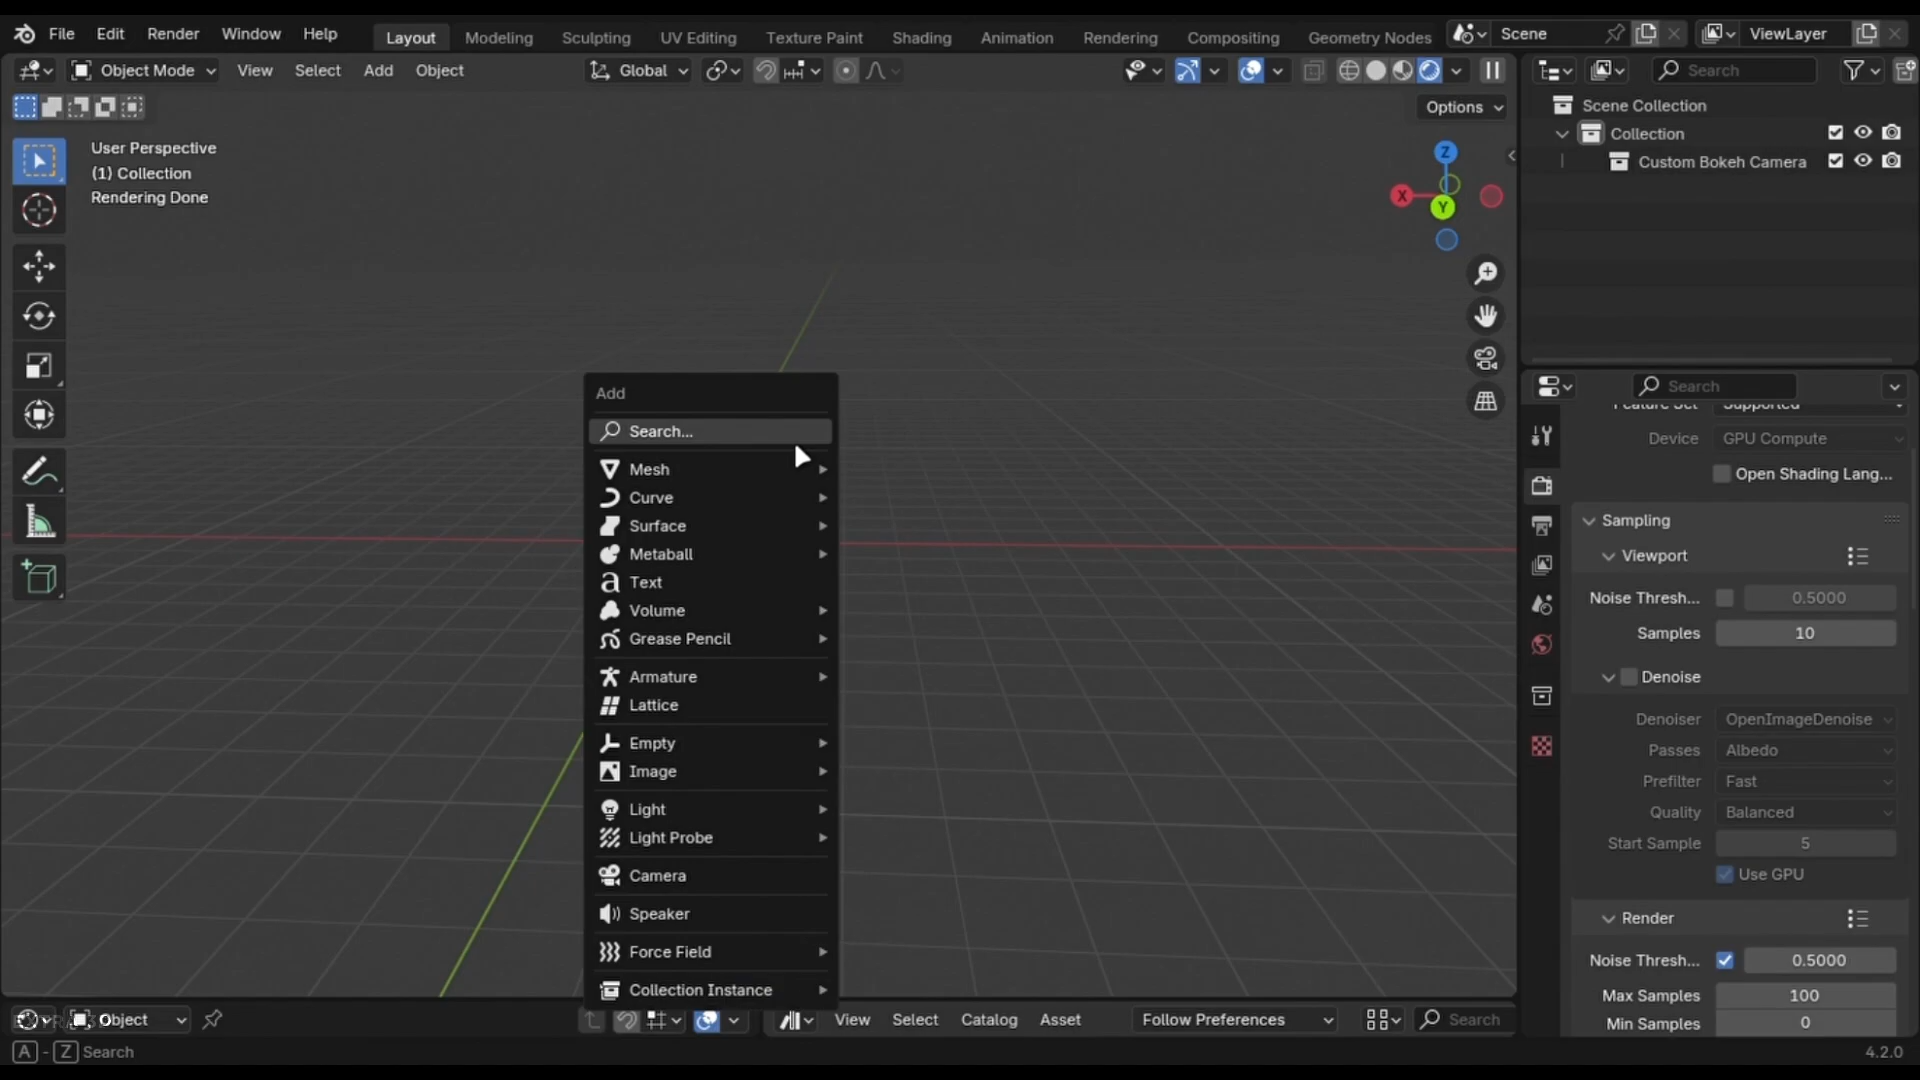 File Edit Render Window Help Layout Modeling Sculpting UV Editing Texture Paint Shading Animation Rendering Compositing Geometry Nodes Scene ViewLayer
Object Mode View Select Add Object Global
Options
User Perspective
(1) Collection
Rendering Done
Z
X
Y
Add
Search...
Mesh
Curve
Surface
Metaball
Text
Volume
Grease Pencil
Armature
Lattice
Empty
Image
Light
Light Probe
Camera
Speaker
Force Field
Collection Instance
Search
Scene Collection
Collection
Custom Bokeh Camera
Search
Feature Set Supported
Device GPU Compute
Open Shading Lang...
Sampling
Viewport
Noise Thresh... 0.5000
Samples 10
Denoise
Denoiser OpenImageDenoise
Passes Albedo
Prefilter Fast
Quality Balanced
Start Sample 5
Use GPU
Render
Noise Thresh... 0.5000
Max Samples 100
Min Samples 0
Object
View Select Catalog Asset Follow Preferences Search
A - Z Search
4.2.0